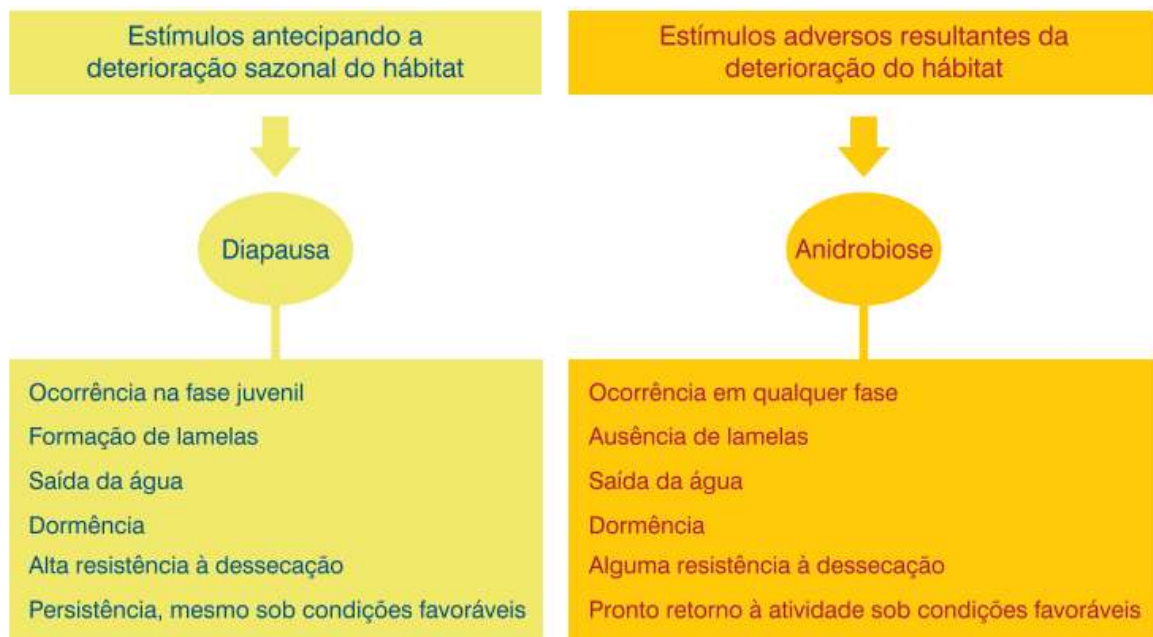 Estímulos antecipando a
deterioração sazonal do hábitat
Diapausa
Ocorrência na fase juvenil
Formação de lamelas
Saída da água
Dormência
Alta resistência à dessecação
Persistência, mesmo sob condições favoráveis
Estímulos adversos resultantes da
deterioração do hábitat
Anidrobiose
Ocorrência em qualquer fase
Ausência de lamelas
Saída da água
Dormência
Alguma resistência à dessecação
Pronto retorno à atividade sob condições favoráveis